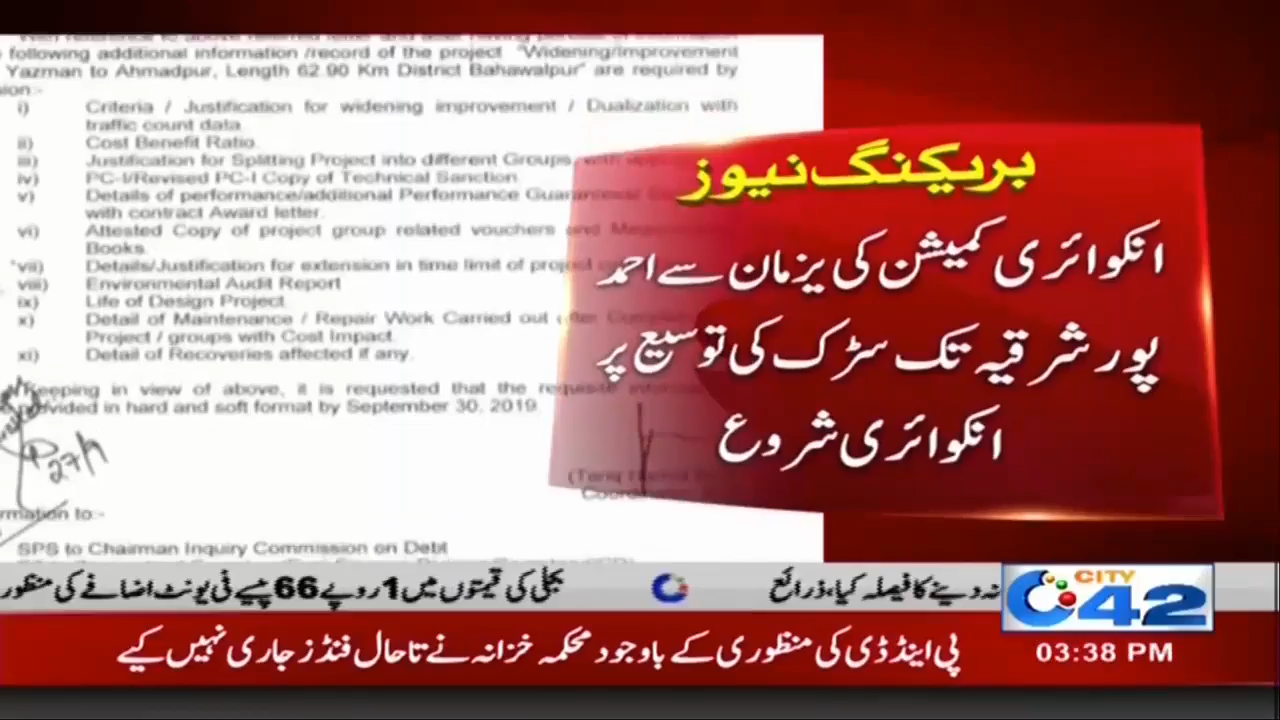 following additional information /record of the project "Widening/Improvement
Yazman to Ahmadpur, Length 62.90 Km District Bahawalpur" are required by
i) Criteria / Justification for widening improvement / Dualization with
traffic count data.
ii) Cost Benefit Ratio.
iii) Justification for Splitting Project into different Groups
iv) PC-I/Revised PC-I Copy of Technical Sanction.
v) Details of performance/additional Performance
with contract Award letter.
vi) Attested Copy of project group related vouchers and
Books.
vii) Details/Justification for extension in time limit of project
viii) Environmental Audit Report
ix) Life of Design Project
x) Detail of Maintenance / Repair Work Carried out
Project / groups with Cost Impact.
xi) Detail of Recoveries affected if any.
Keeping in view of above, it is requested that the requisite
provided in hard and soft format by September 30, 2019.
27/9
SPS to Chairman Inquiry Commission on Debt
بریکنگ نیوز
انکوائری کمیشن کی یزمان سے احمد
پور شرقیہ تک سڑک کی توسیع پر
انکوائری شروع
نہ دینے کا فیصلہ کیا، ذرائع
بجلی کی قیمتوں میں 1 روپے 66 پیسے فی یونٹ اضافے کی منظور
CITY
42
پی اینڈ ڈی کی منظوری کے باوجود محکمہ خزانہ نے تاحال فنڈز جاری نہیں کیے
03:38 PM